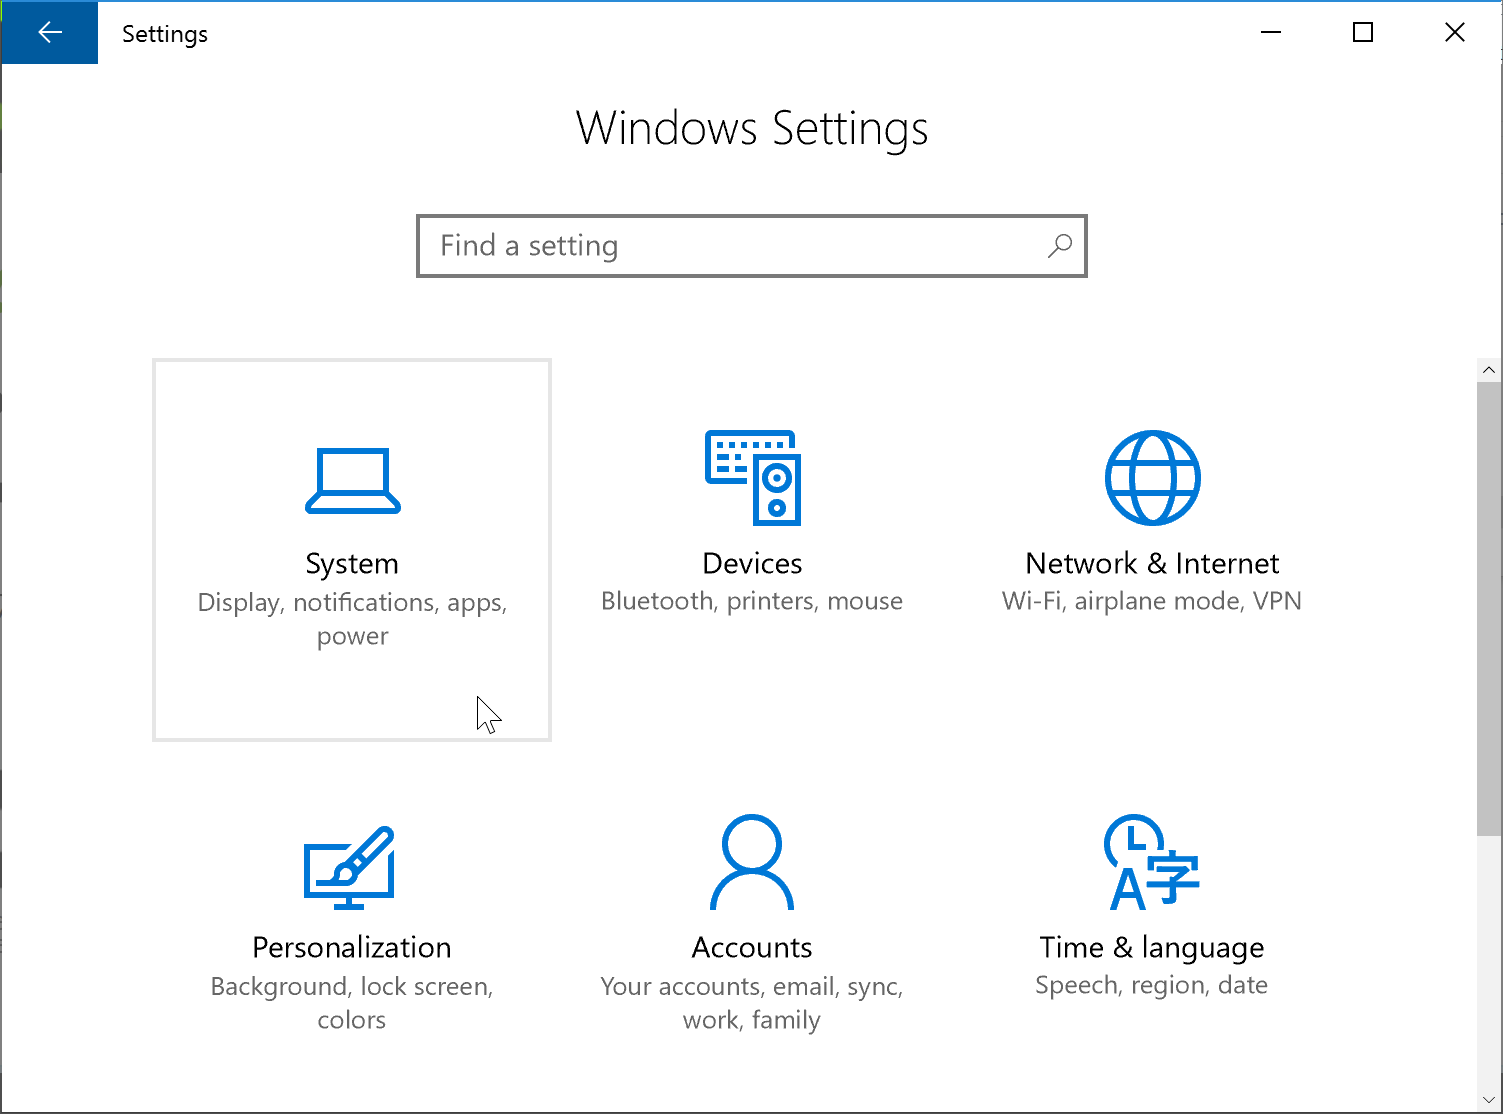 Settings
Windows Settings
Find a setting
System
Display, notifications, apps,
power
Devices
Bluetooth, printers, mouse
Network & Internet
Wi-Fi, airplane mode, VPN
Personalization
Background, lock screen,
colors
Accounts
Your accounts, email, sync,
work, family
A字
Time & language
Speech, region, date